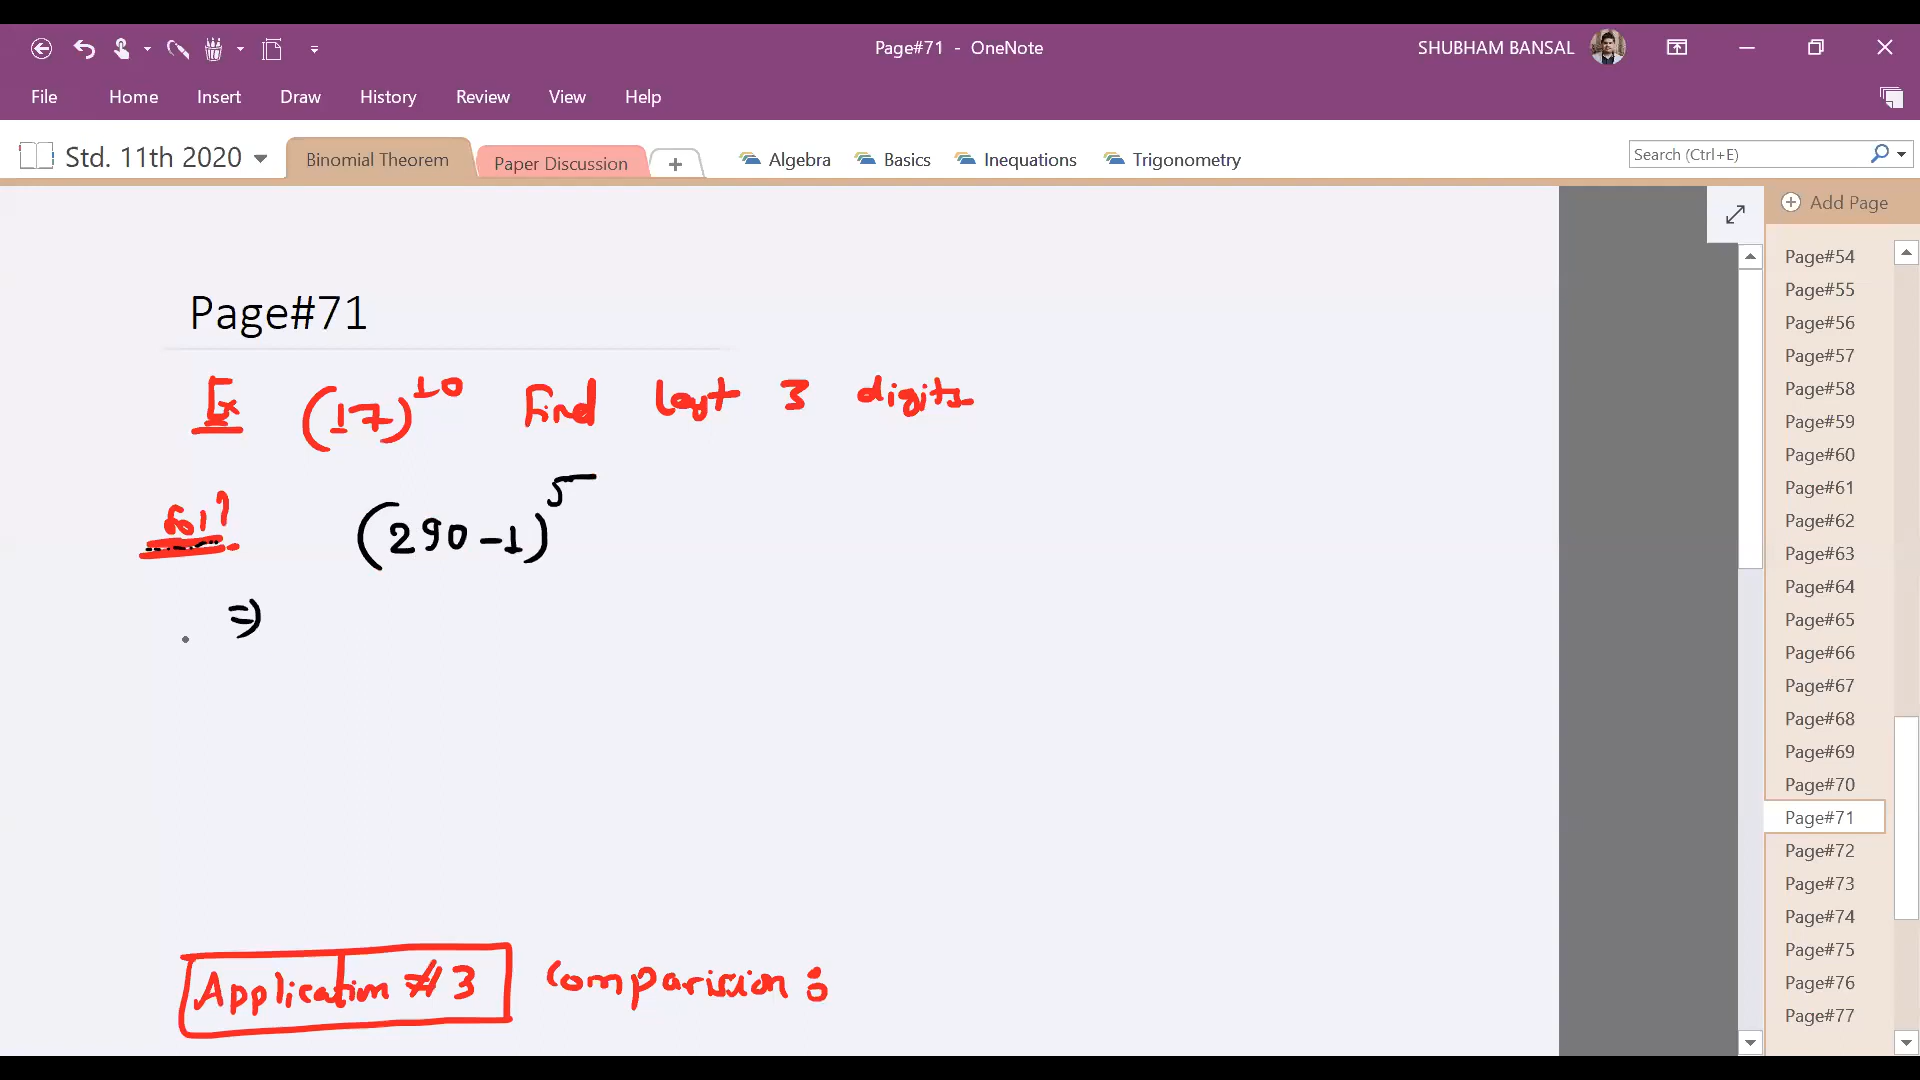 Page#71 - OneNote
SHUBHAM BANSAL
File Home Insert Draw History Review View Help
Std. 11th 2020
Binomial Theorem
Paper Discussion
Algebra
Basics
Inequations
Trigonometry
Search (Ctrl+E)
Add Page
Page#71
Ex (17)^10 Find last 3 digits
Sol^n (290-1)^5
=)
Application #3 Comparision :
Page#54
Page#55
Page#56
Page#57
Page#58
Page#59
Page#60
Page#61
Page#62
Page#63
Page#64
Page#65
Page#66
Page#67
Page#68
Page#69
Page#70
Page#71
Page#72
Page#73
Page#74
Page#75
Page#76
Page#77